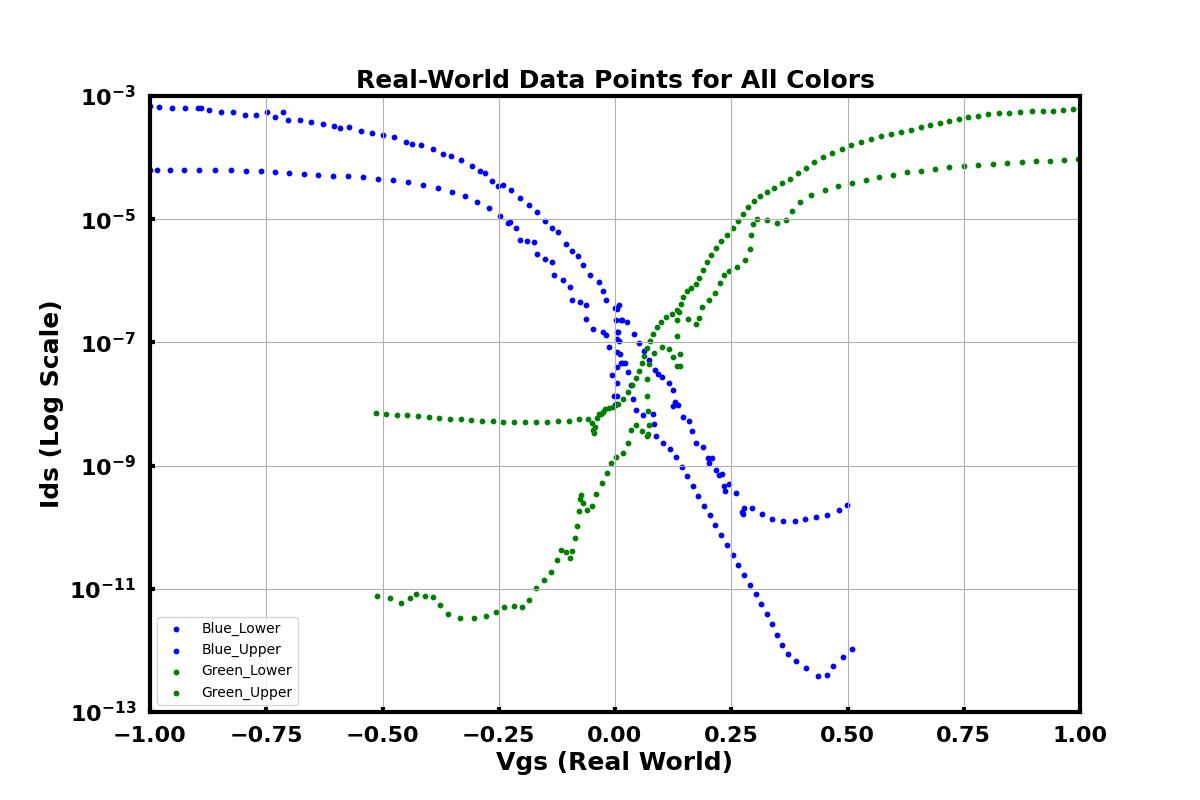 Real-World Data Points for All Colors
10⁻³
10⁻⁵
10⁻⁷
10⁻⁹
10⁻¹¹
10⁻¹³
Ids (Log Scale)
Blue_Lower
Blue_Upper
Green_Lower
Green_Upper
−1.00 −0.75 −0.50 −0.25 0.00 0.25 0.50 0.75 1.00
Vgs (Real World)